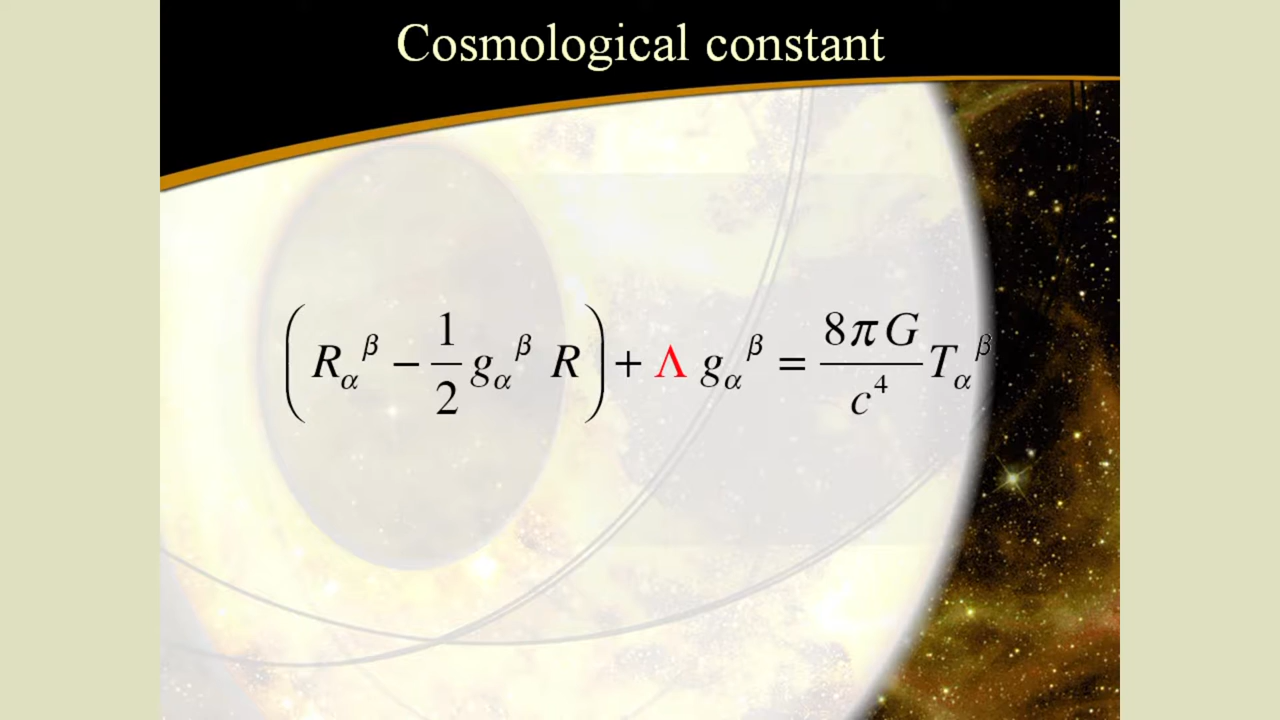 Cosmological constant
( R_α^β − 1/2 g_α^β R ) + Λ g_α^β = 8πG/c^4 T_α^β